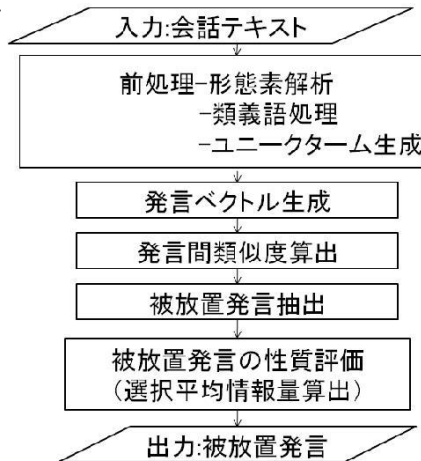 入力:会話テキスト
前処理-形態素解析
-類義語処理
-ユニークターム生成
発言ベクトル生成
発言間類似度算出
被放置発言抽出
被放置発言の性質評価
(選択平均情報量算出)
出力:被放置発言